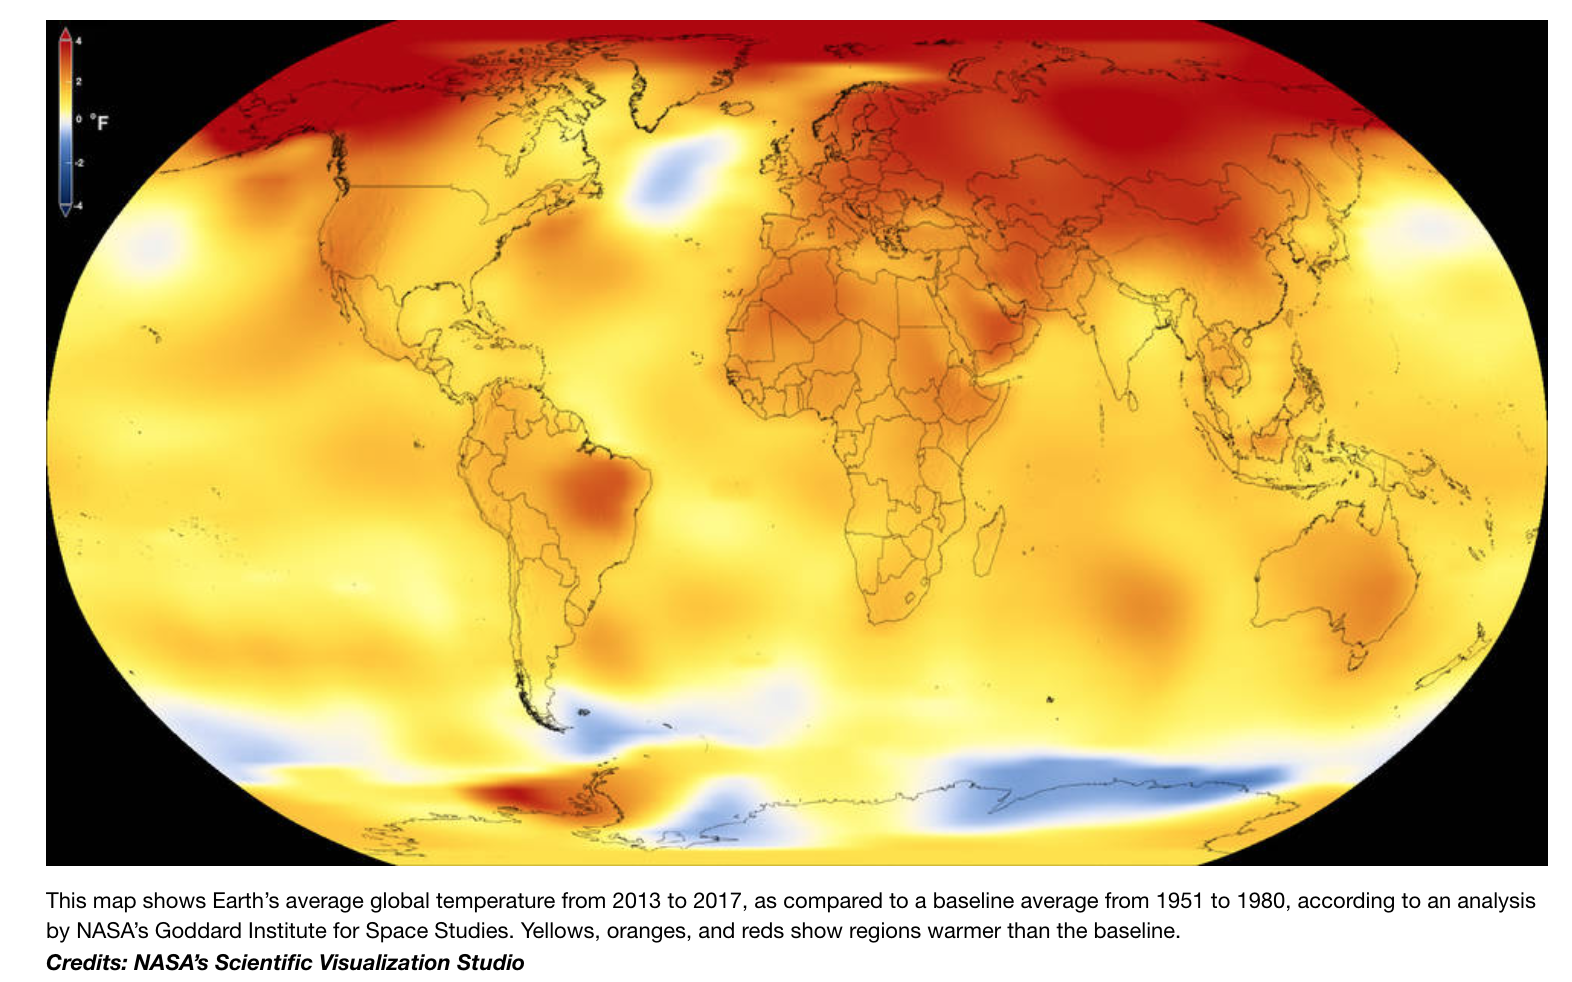 4
2
0 °F
-2
-4
This map shows Earth’s average global temperature from 2013 to 2017, as compared to a baseline average from 1951 to 1980, according to an analysis
by NASA’s Goddard Institute for Space Studies. Yellows, oranges, and reds show regions warmer than the baseline.
Credits: NASA’s Scientific Visualization Studio